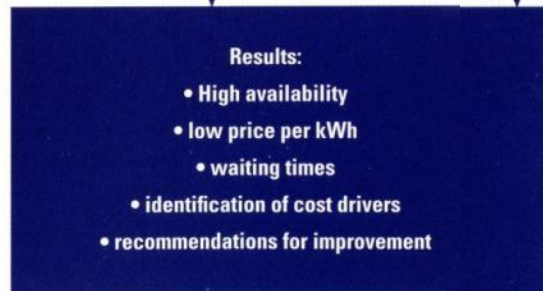 Results:
• High availability
• low price per kWh
• waiting times
• identification of cost drivers
• recommendations for improvement